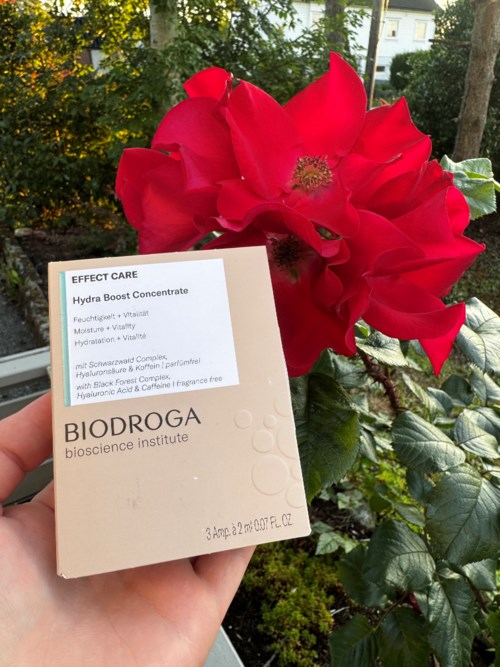 EFFECT CARE
Hydra Boost Concentrate
Feuchtigkeit + Vitalität
Moisture + Vitality
Hydratation + Vitalité
mit Schwarzwald Complex,
Hyaluronsäure & Koffein | parfümfrei
with Black Forest Complex,
Hyaluronic Acid & Caffeine | fragrance free
BIODROGA
bioscience institute
3 Amp. à 2 ml 0.07 FL. OZ